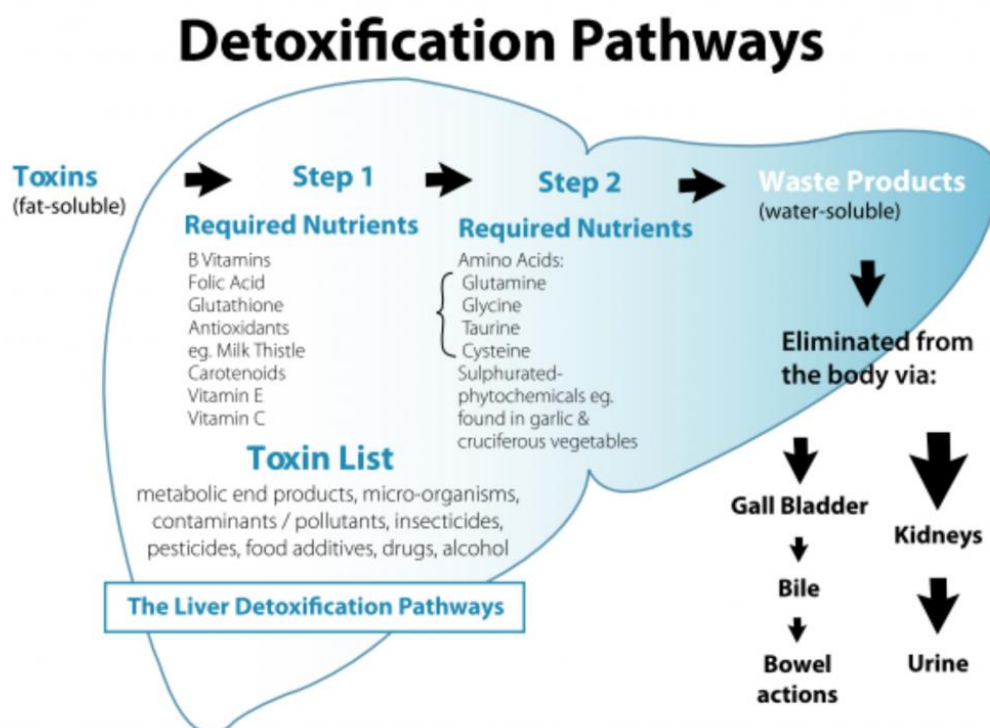 Detoxification Pathways
Toxins
(fat-soluble)
Step 1
Required Nutrients
B Vitamins
Folic Acid
Glutathione
Antioxidants
eg. Milk Thistle
Carotenoids
Vitamin E
Vitamin C
Step 2
Required Nutrients
Amino Acids:
Glutamine
Glycine
Taurine
Cysteine
Sulphurated-
phytochemicals eg.
found in garlic &
cruciferous vegetables
Waste Products
(water-soluble)
Eliminated from
the body via:
Gall Bladder
Bile
Bowel
actions
Kidneys
Urine
Toxin List
metabolic end products, micro-organisms,
contaminants / pollutants, insecticides,
pesticides, food additives, drugs, alcohol
The Liver Detoxification Pathways